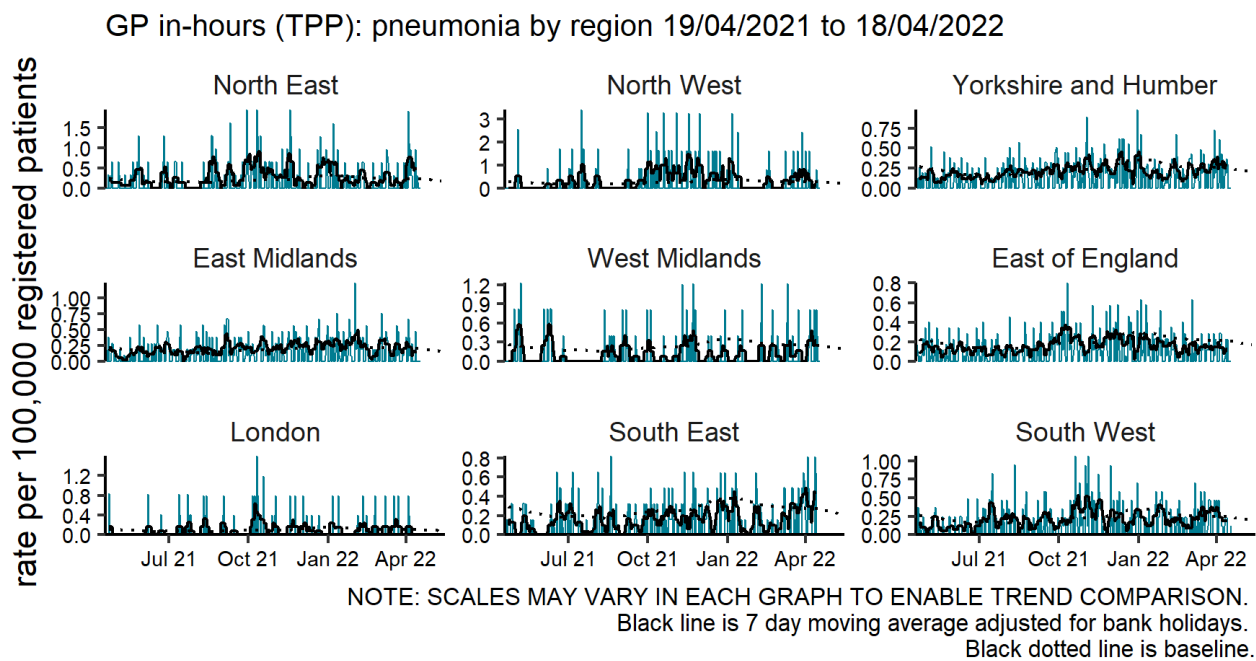 GP in-hours (TPP): pneumonia by region 19/04/2021 to 18/04/2022
rate per 100,000 registered patients
North East
1.5
1.0
0.5
0.0
North West
3
2
1
0
Yorkshire and Humber
0.75
0.50
0.25
0.00
East Midlands
1.00
0.75
0.50
0.25
0.00
West Midlands
1.2
0.9
0.6
0.3
0.0
East of England
0.8
0.6
0.4
0.2
0.0
London
1.2
0.8
0.4
0.0
South East
0.8
0.6
0.4
0.2
0.0
South West
1.00
0.75
0.50
0.25
0.00
Jul 21 Oct 21 Jan 22 Apr 22
Jul 21 Oct 21 Jan 22 Apr 22
Jul 21 Oct 21 Jan 22 Apr 22
NOTE: SCALES MAY VARY IN EACH GRAPH TO ENABLE TREND COMPARISON.
Black line is 7 day moving average adjusted for bank holidays.
Black dotted line is baseline.